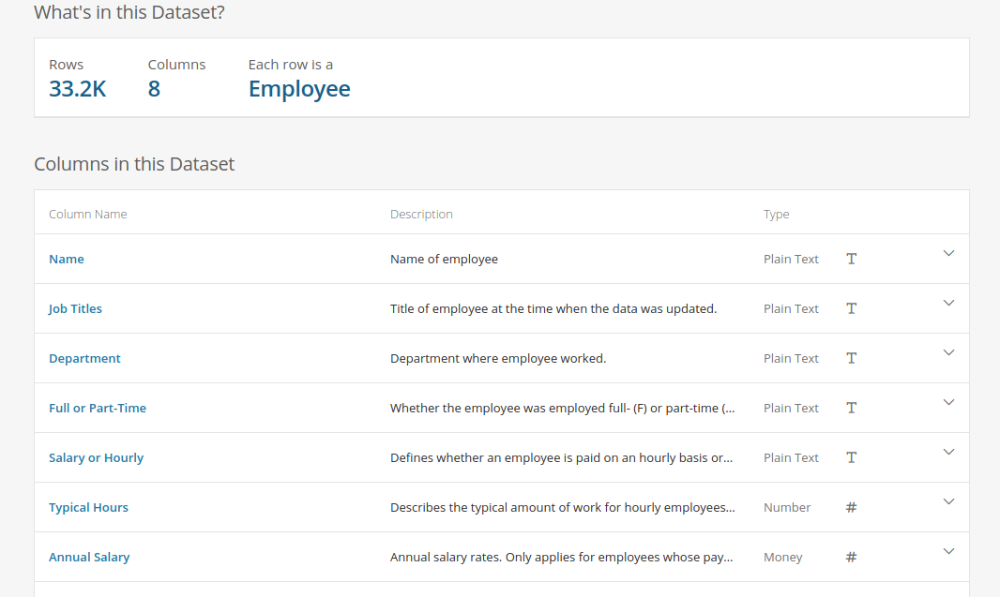 What's in this Dataset?
Rows Columns Each row is a
33.2K 8 Employee
Columns in this Dataset
Column Name Description Type
Name Name of employee Plain Text T
Job Titles Title of employee at the time when the data was updated. Plain Text T
Department Department where employee worked. Plain Text T
Full or Part-Time Whether the employee was employed full- (F) or part-time (... Plain Text T
Salary or Hourly Defines whether an employee is paid on an hourly basis or... Plain Text T
Typical Hours Describes the typical amount of work for hourly employees... Number #
Annual Salary Annual salary rates. Only applies for employees whose pay... Money #